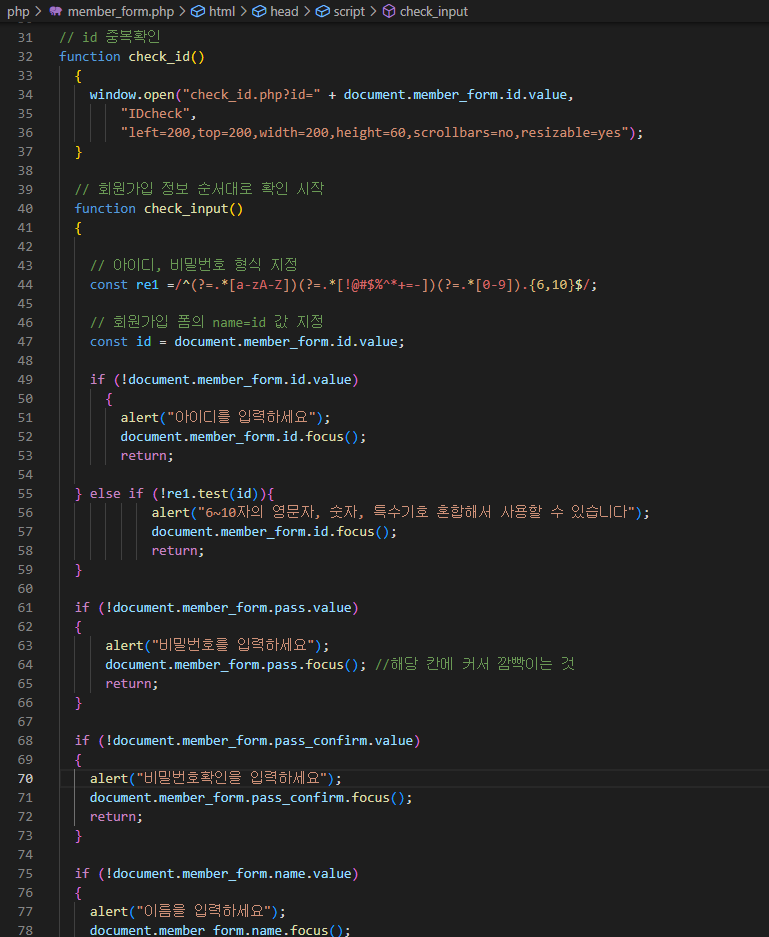 php > member_form.php > html > head > script > check_input
31 // id 중복확인
32 function check_id()
33 {
34 window.open("check_id.php?id=" + document.member_form.id.value,
35 "IDcheck",
36 "left=200,top=200,width=200,height=60,scrollbars=no,resizable=yes");
37 }
38
39 // 회원가입 정보 순서대로 확인 시작
40 function check_input()
41 {
42
43 // 아이디, 비밀번호 형식 지정
44 const re1 =/^(?=.*[a-zA-Z])(?=.*[!@#$%^*+=-])(?=.*[0-9]).{6,10}$/;
45
46 // 회원가입 폼의 name=id 값 지정
47 const id = document.member_form.id.value;
48
49 if (!document.member_form.id.value)
50 {
51 alert("아이디를 입력하세요");
52 document.member_form.id.focus();
53 return;
54
55 } else if (!re1.test(id)){
56 alert("6~10자의 영문자, 숫자, 특수기호 혼합해서 사용할 수 있습니다");
57 document.member_form.id.focus();
58 return;
59 }
60
61 if (!document.member_form.pass.value)
62 {
63 alert("비밀번호를 입력하세요");
64 document.member_form.pass.focus(); //해당 칸에 커서 깜빡이는 것
65 return;
66 }
67
68 if (!document.member_form.pass_confirm.value)
69 {
70 alert("비밀번호확인을 입력하세요");
71 document.member_form.pass_confirm.focus();
72 return;
73 }
74
75 if (!document.member_form.name.value)
76 {
77 alert("이름을 입력하세요");
78 document.member_form.name.focus();